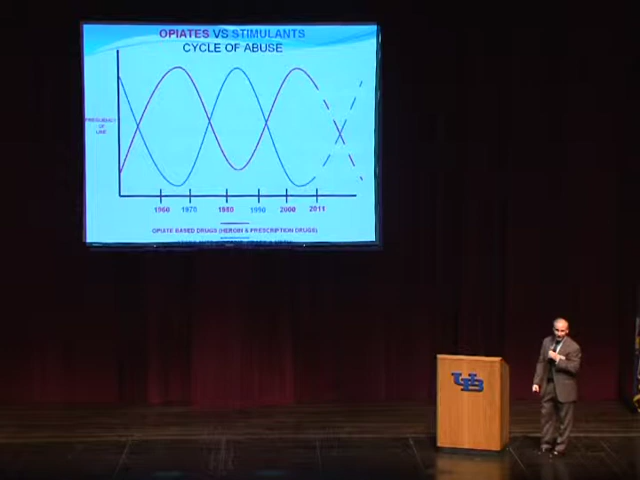 OPIATES VS STIMULANTS
CYCLE OF ABUSE
FREQUENCY
OF
USE
1960 1970 1980 1990 2000 2011
OPIATE BASED DRUGS (HEROIN & PRESCRIPTION DRUGS)
UB